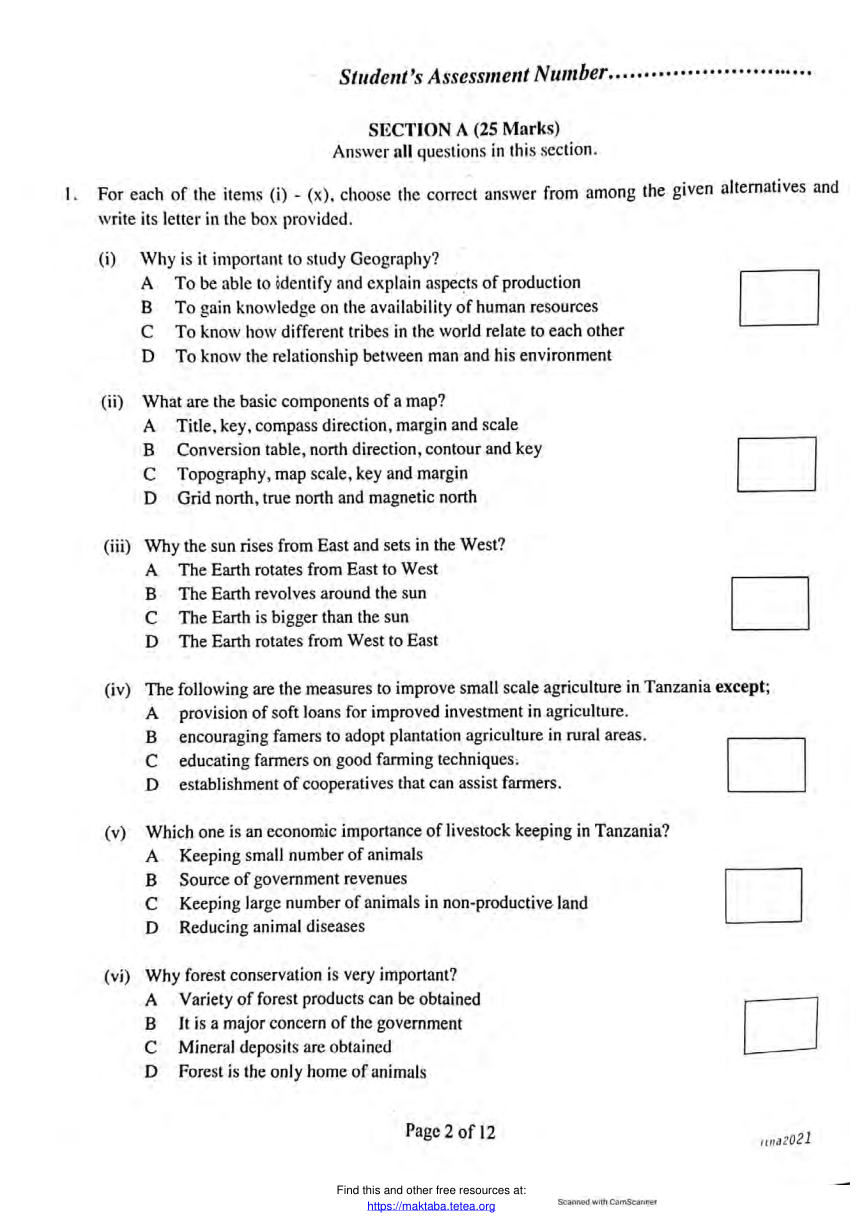 Student's Assessment Number.............................
SECTION A (25 Marks)
Answer all questions in this section.
1. For each of the items (i) - (x), choose the correct answer from among the given alternatives and
write its letter in the box provided.
(i) Why is it important to study Geography?
A To be able to identify and explain aspects of production
B To gain knowledge on the availability of human resources
C To know how different tribes in the world relate to each other
D To know the relationship between man and his environment
(ii) What are the basic components of a map?
A Title, key, compass direction, margin and scale
B Conversion table, north direction, contour and key
C Topography, map scale, key and margin
D Grid north, true north and magnetic north
(iii) Why the sun rises from East and sets in the West?
A The Earth rotates from East to West
B The Earth revolves around the sun
C The Earth is bigger than the sun
D The Earth rotates from West to East
(iv) The following are the measures to improve small scale agriculture in Tanzania except;
A provision of soft loans for improved investment in agriculture.
B encouraging famers to adopt plantation agriculture in rural areas.
C educating farmers on good farming techniques.
D establishment of cooperatives that can assist farmers.
(v) Which one is an economic importance of livestock keeping in Tanzania?
A Keeping small number of animals
B Source of government revenues
C Keeping large number of animals in non-productive land
D Reducing animal diseases
(vi) Why forest conservation is very important?
A Variety of forest products can be obtained
B It is a major concern of the government
C Mineral deposits are obtained
D Forest is the only home of animals
Page 2 of 12
Find this and other free resources at:
https://maktaba.tetea.org
Scanned with CamScanner